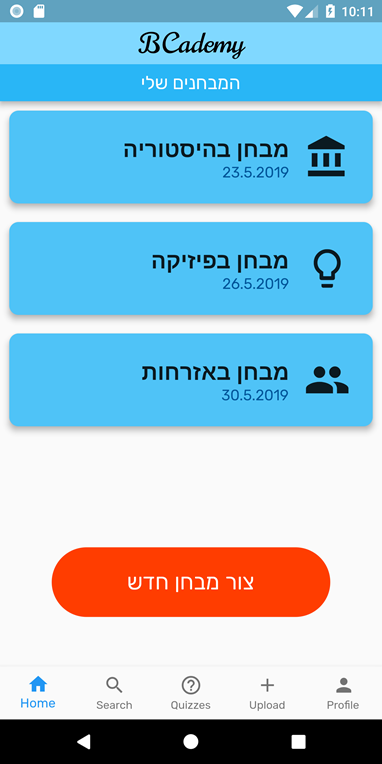 10:11
BCademy
המבחנים שלי
מבחן בהיסטוריה
23.5.2019
מבחן בפיזיקה
26.5.2019
מבחן באזרחות
30.5.2019
צור מבחן חדש
Home
Search
Quizzes
Upload
Profile